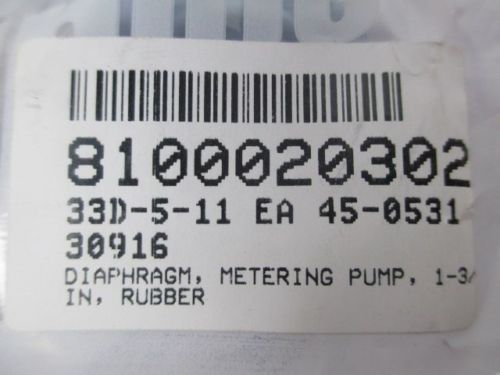 8100020302
33D-5-11 EA 45-0531
30916
DIAPHRAGM, METERING PUMP, 1-3/
IN, RUBBER